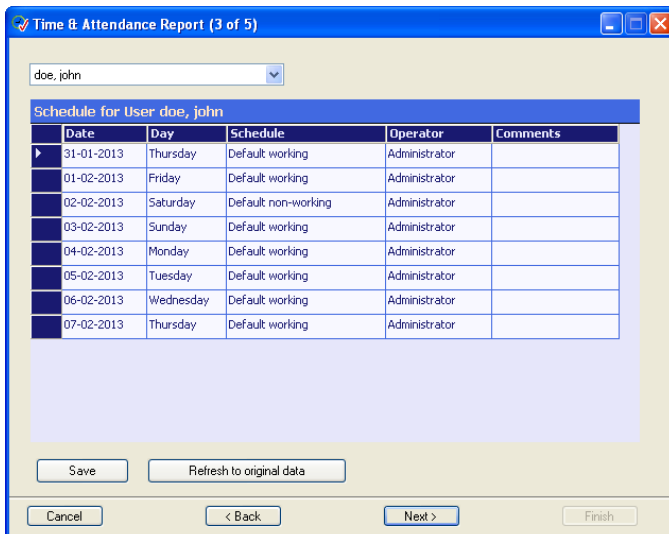 Time & Attendance Report (3 of 5)
doe, john
Schedule for User doe, john
Date Day Schedule Operator Comments
31-01-2013 Thursday Default working Administrator
01-02-2013 Friday Default working Administrator
02-02-2013 Saturday Default non-working Administrator
03-02-2013 Sunday Default working Administrator
04-02-2013 Monday Default working Administrator
05-02-2013 Tuesday Default working Administrator
06-02-2013 Wednesday Default working Administrator
07-02-2013 Thursday Default working Administrator
Save Refresh to original data
Cancel < Back Next > Finish